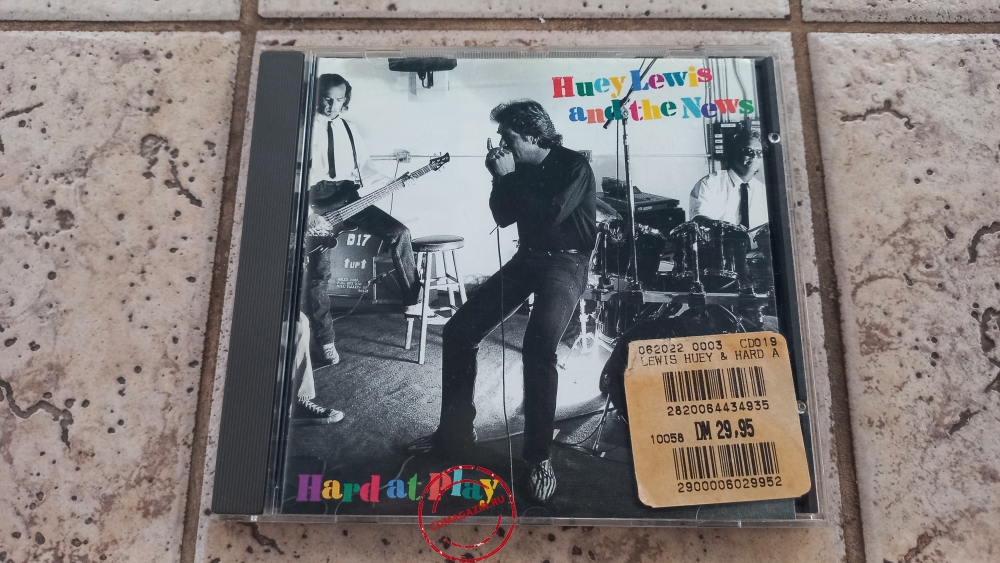 Huey Lewis
and the News
D17
062022 0003 CD019
LEWIS HUEY & HARD A
2820064434935
10058 DM 29,95
2900006029952
Hard at Play